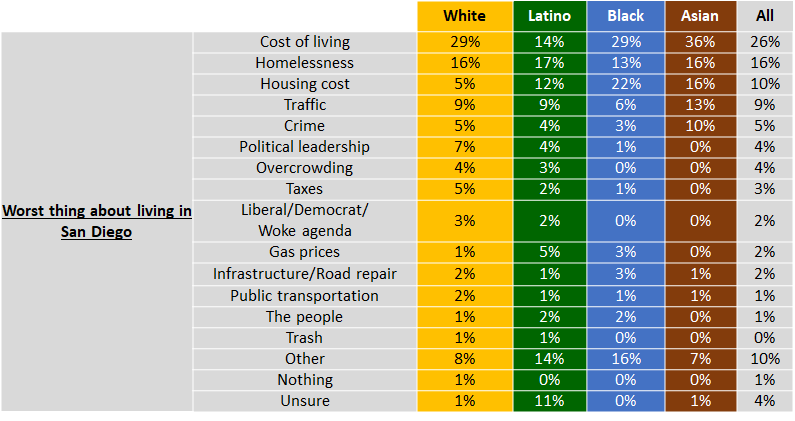 White Latino Black Asian All
Cost of living 29% 14% 29% 36% 26%
Homelessness 16% 17% 13% 16% 16%
Housing cost 5% 12% 22% 16% 10%
Traffic 9% 9% 6% 13% 9%
Crime 5% 4% 3% 10% 5%
Political leadership 7% 4% 1% 0% 4%
Overcrowding 4% 3% 0% 0% 4%
Taxes 5% 2% 1% 0% 3%
Worst thing about living in
San Diego
Liberal/Democrat/
Woke agenda 3% 2% 0% 0% 2%
Gas prices 1% 5% 3% 0% 2%
Infrastructure/Road repair 2% 1% 3% 1% 2%
Public transportation 2% 1% 1% 1% 1%
The people 1% 2% 2% 0% 1%
Trash 1% 1% 0% 0% 0%
Other 8% 14% 16% 7% 10%
Nothing 1% 0% 0% 0% 1%
Unsure 1% 11% 0% 1% 4%